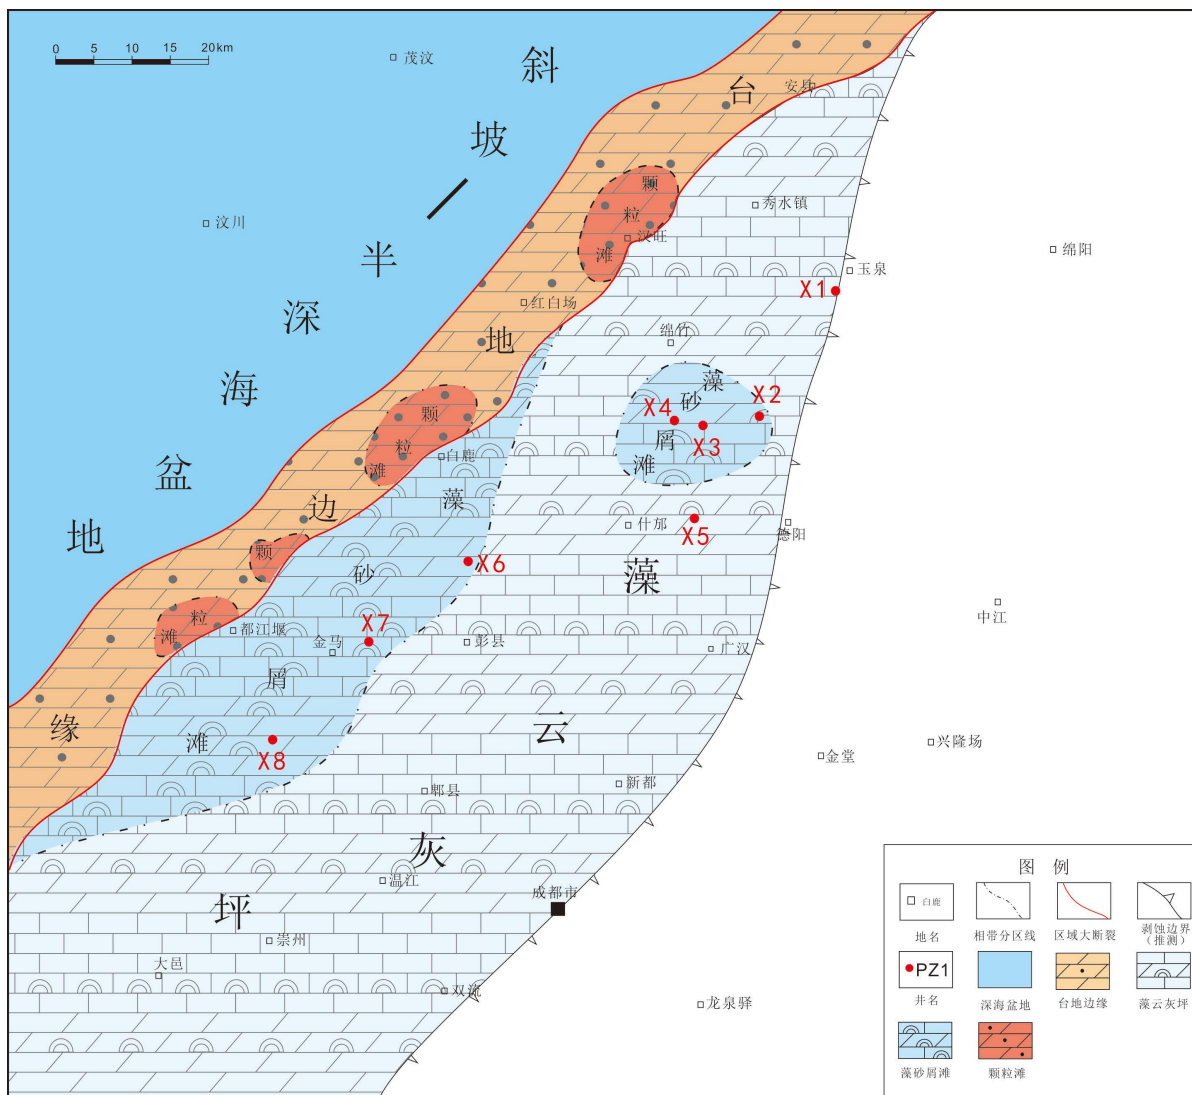 0 5 10 15 20km
茂汶
斜
坡
—
半
深
海
盆
地
汶川
台
地
边
缘
安县
颗
粒
滩
汉旺
秀水镇
绵阳
玉泉
X1
红白场
绵竹
藻
砂
屑
滩
X2
X4
X3
颗
粒
滩
白鹿
藻
砂
屑
滩
什邡
X5
德阳
X6
颗
粒
滩
都江堰
金马
X7
彭县
广汉
中江
X8
藻
云
灰
坪
金堂
兴隆场
郫县
新都
温江
成都市
崇州
大邑
双流
龙泉驿
图 例
白鹿
地名
相带分区线
区域大断裂
剥蚀边界
(推测)
PZ1
井名
深海盆地
台地边缘
藻云灰坪
藻砂屑滩
颗粒滩